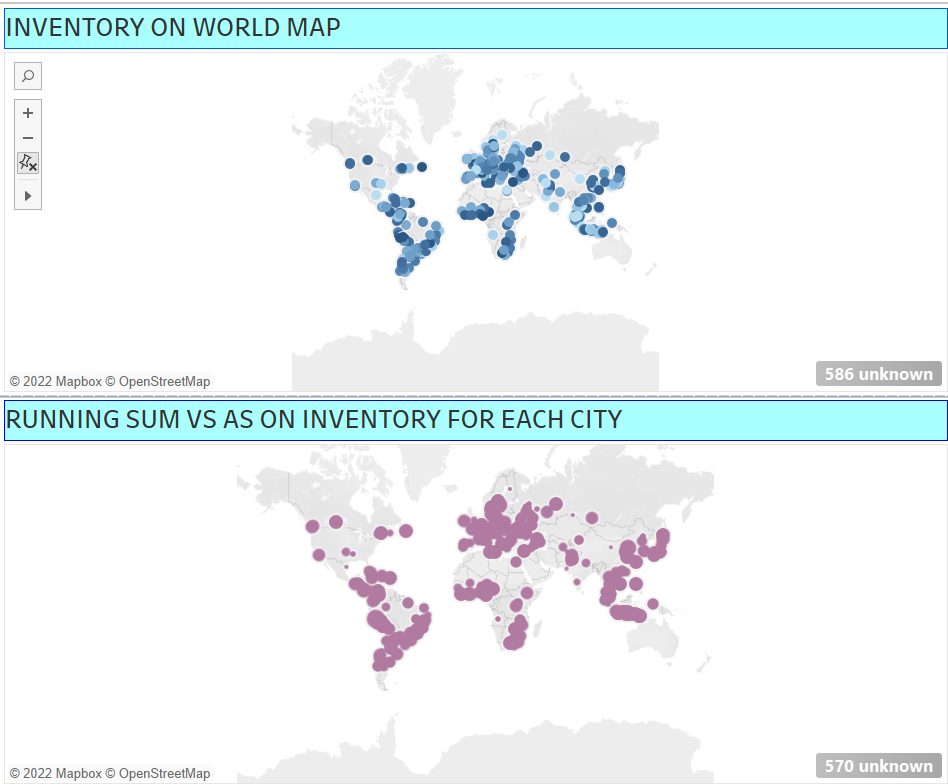 INVENTORY ON WORLD MAP
© 2022 Mapbox © OpenStreetMap
586 unknown
RUNNING SUM VS AS ON INVENTORY FOR EACH CITY
© 2022 Mapbox © OpenStreetMap
570 unknown